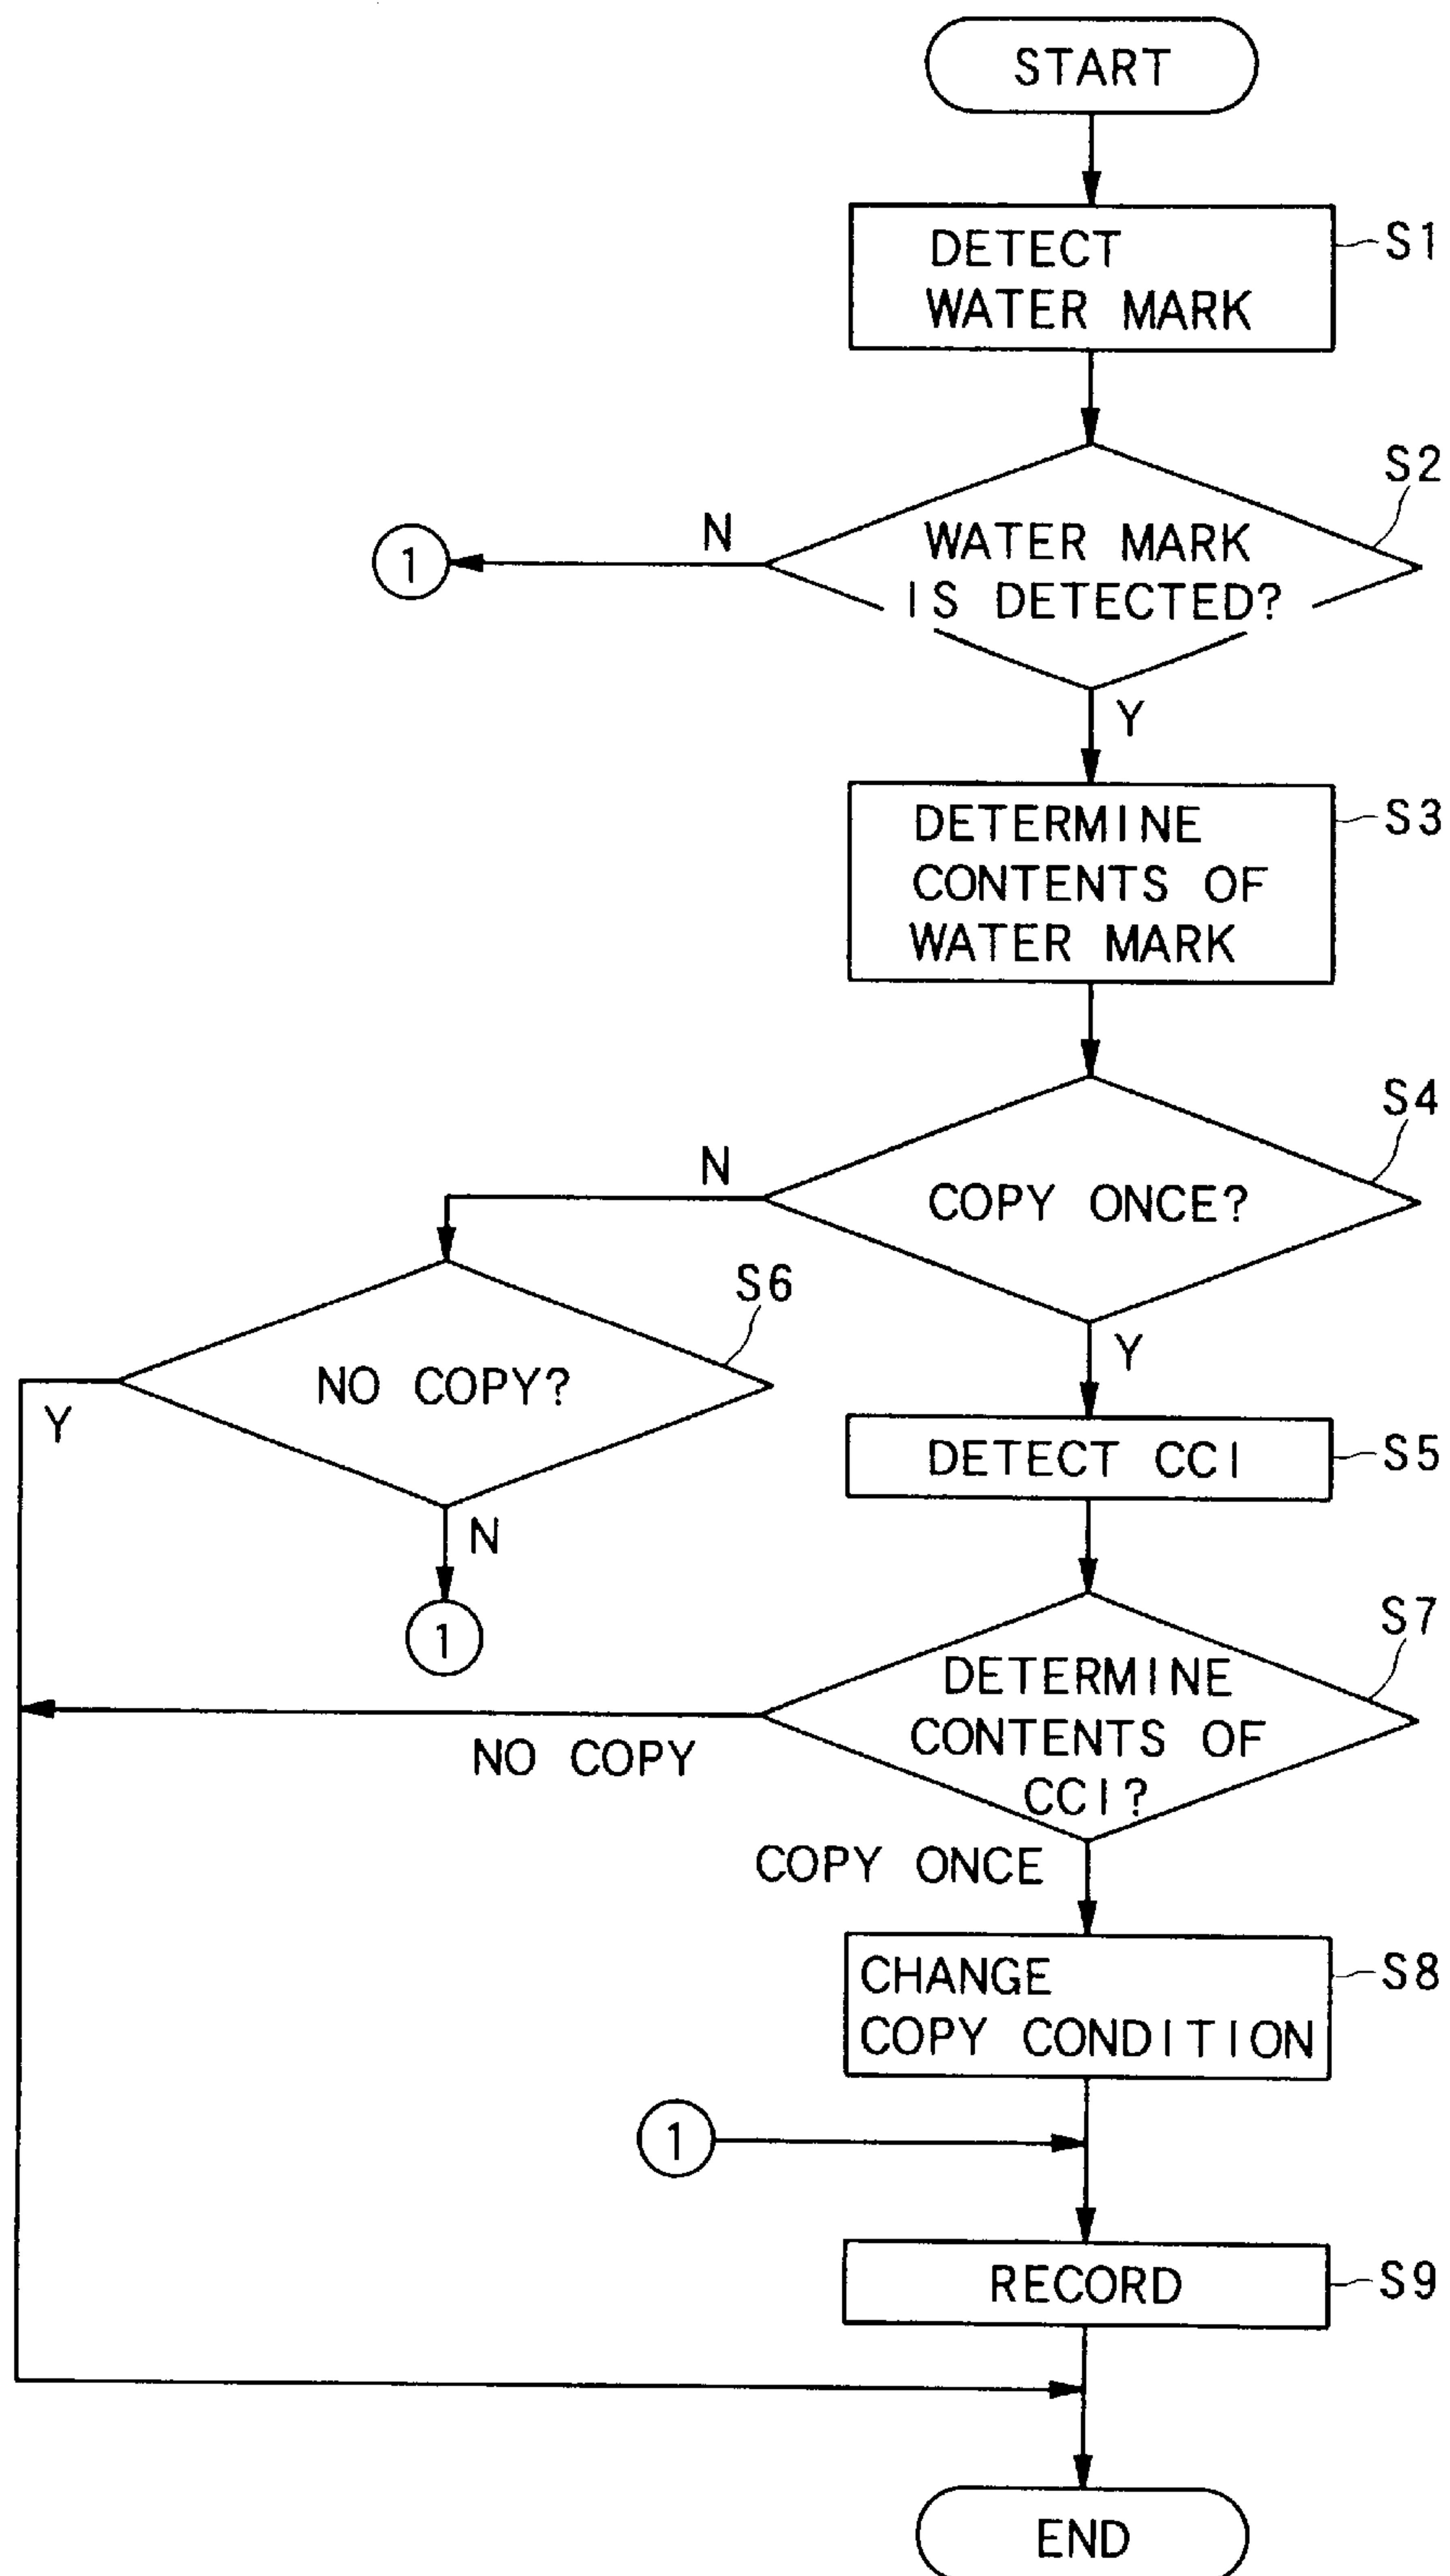 START
DETECT
WATER MARK
S1
S2
N
WATER MARK
IS DETECTED?
1
Y
DETERMINE
CONTENTS OF
WATER MARK
S3
S4
N
COPY ONCE?
S6
NO COPY?
Y
Y
DETECT CCI
S5
N
1
S7
DETERMINE
CONTENTS OF
CCI?
NO COPY
COPY ONCE
CHANGE
COPY CONDITION
S8
1
RECORD
S9
END